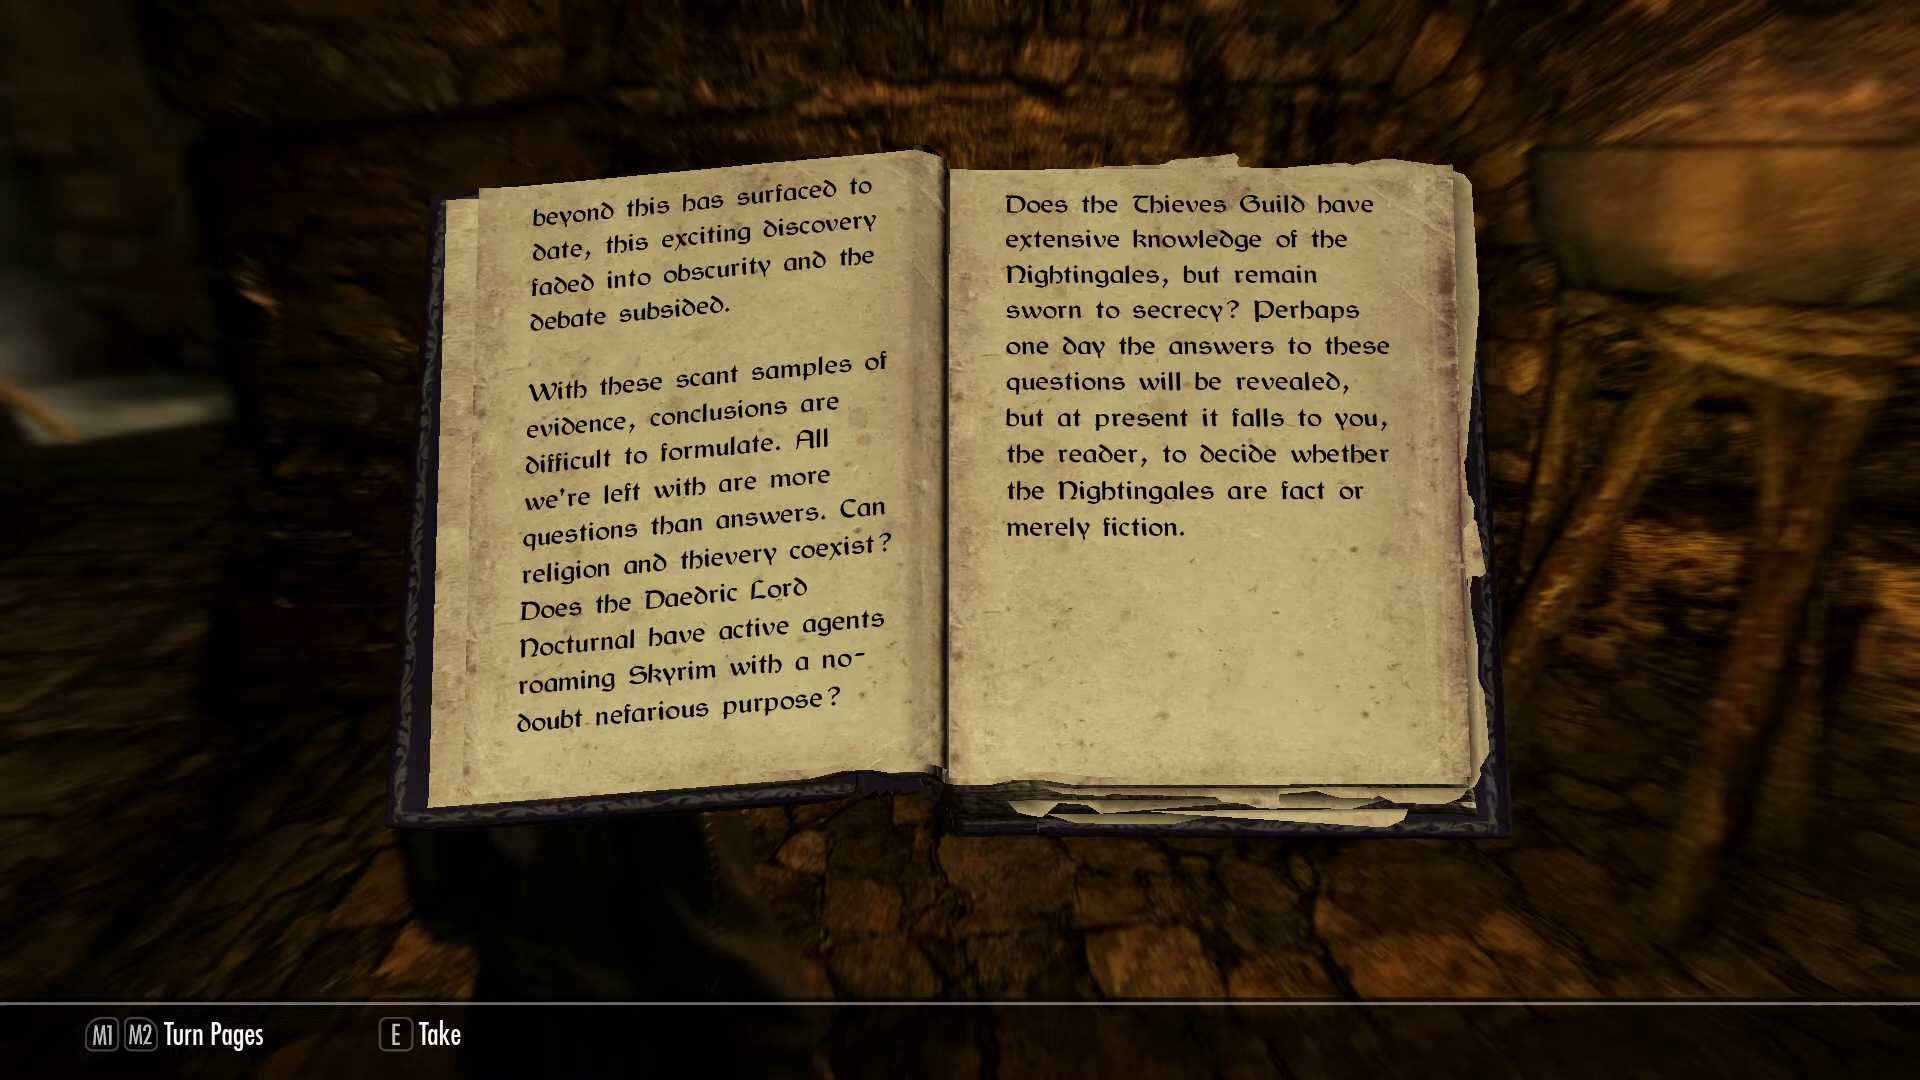 beyond this has surfaced to
date, this exciting discovery
faded into obscurity and the
debate subsided.
With these scant samples of
evidence, conclusions are
difficult to formulate. All
we're left with are more
questions than answers. Can
religion and thievery coexist?
Does the Daedric Lord
Nocturnal have active agents
roaming Skyrim with a no-
doubt nefarious purpose?
Does the Thieves Guild have
extensive knowledge of the
Nightingales, but remain
sworn to secrecy? Perhaps
one day the answers to these
questions will be revealed,
but at present it falls to you,
the reader, to decide whether
the Nightingales are fact or
merely fiction.
M1 M2 Turn Pages
E Take